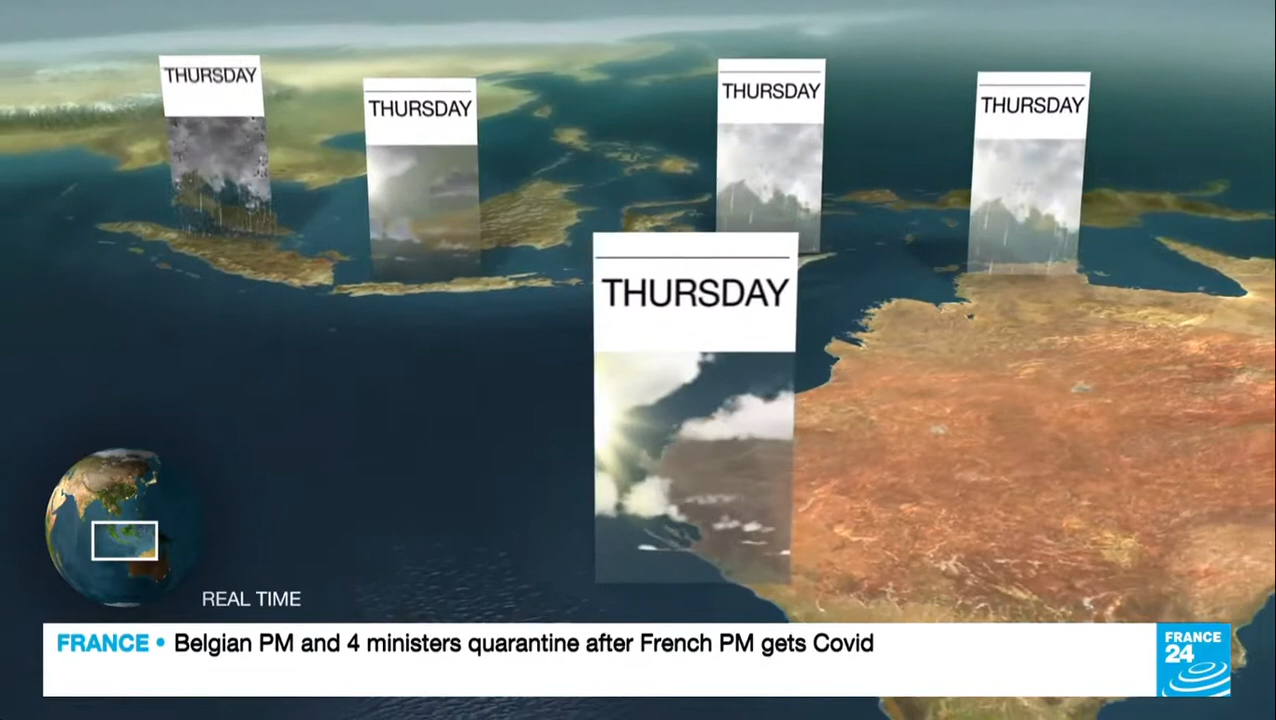 THURSDAY
THURSDAY
THURSDAY
THURSDAY
THURSDAY
REAL TIME
FRANCE • Belgian PM and 4 ministers quarantine after French PM gets Covid
FRANCE
24